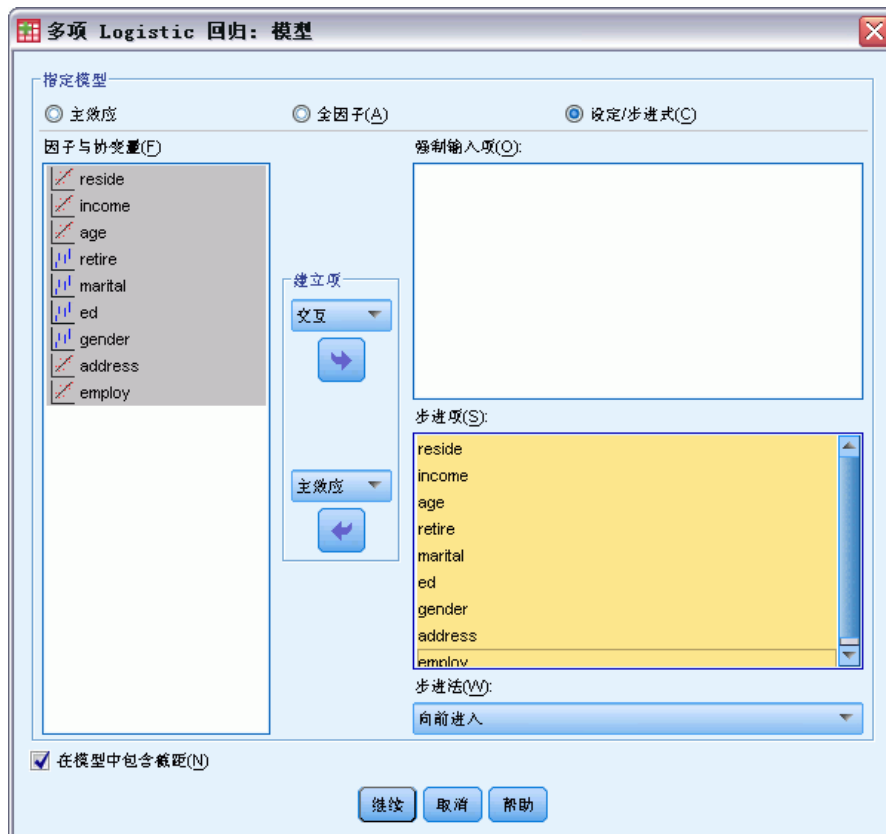 多项 Logistic 回归: 模型
指定模型
主效应
全因子(A)
设定/步进式(C)
因子与协变量(F)
reside
income
age
retire
marital
ed
gender
address
employ
建立项
交互
主效应
强制输入项(O):
步进项(S):
reside
income
age
retire
marital
ed
gender
address
employ
步进法(W):
向前进入
在模型中包含截距(N)
继续
取消
帮助